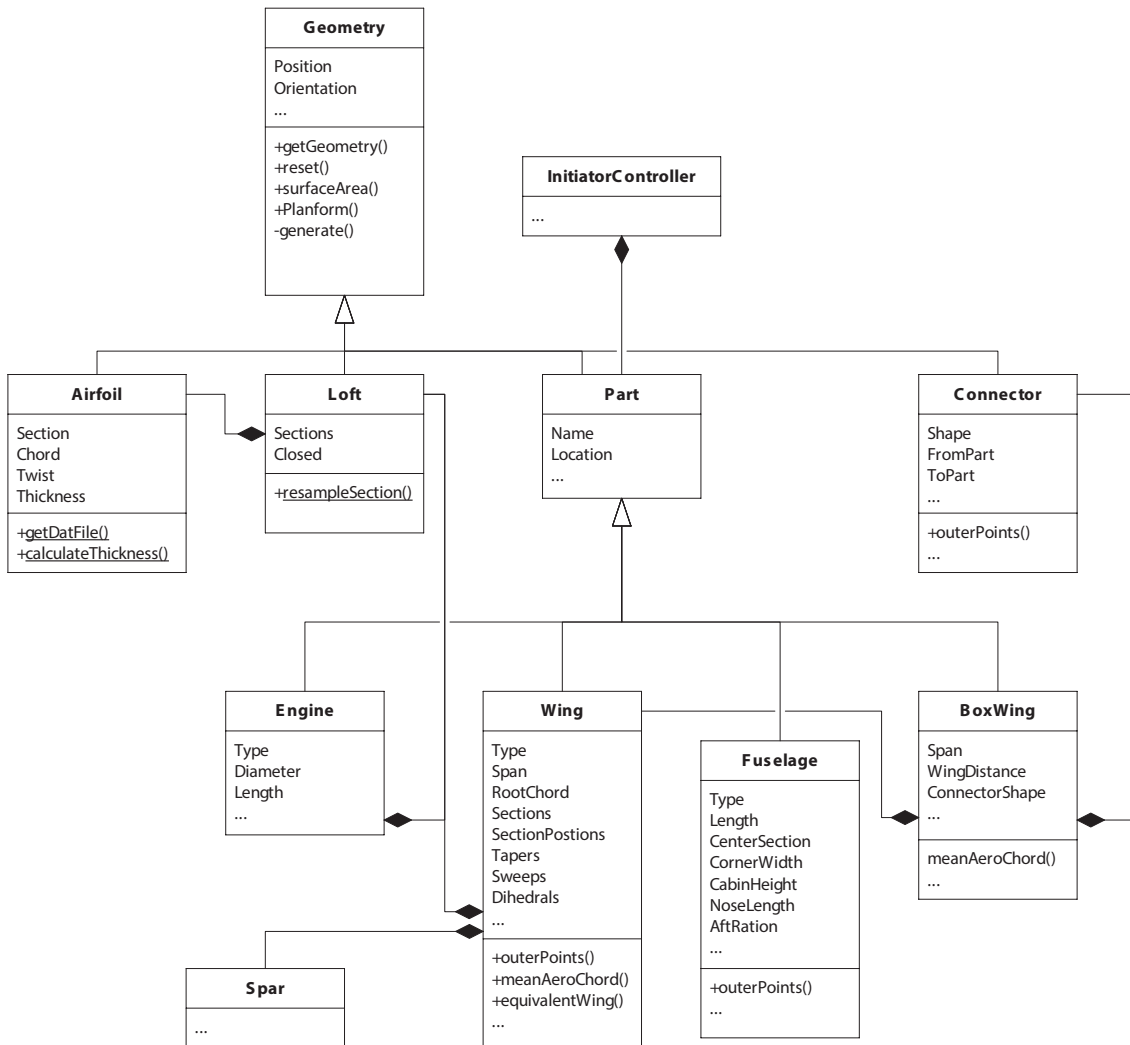 Geometry
Position
Orientation
...
+getGeometry()
+reset()
+surfaceArea()
+Planform()
-generate()
InitiatorController
...
Airfoil
Section
Chord
Twist
Thickness
+getDatFile()
+calculateThickness()
Loft
Sections
Closed
+resampleSection()
Part
Name
Location
...
Connector
Shape
FromPart
ToPart
...
+outerPoints()
...
Engine
Type
Diameter
Length
...
Wing
Type
Span
RootChord
Sections
SectionPostions
Tapers
Sweeps
Dihedrals
...
+outerPoints()
+meanAeroChord()
+equivalentWing()
...
Fuselage
Type
Length
CenterSection
CornerWidth
CabinHeight
NoseLength
AftRation
...
+outerPoints()
...
BoxWing
Span
WingDistance
ConnectorShape
...
meanAeroChord()
...
Spar
...